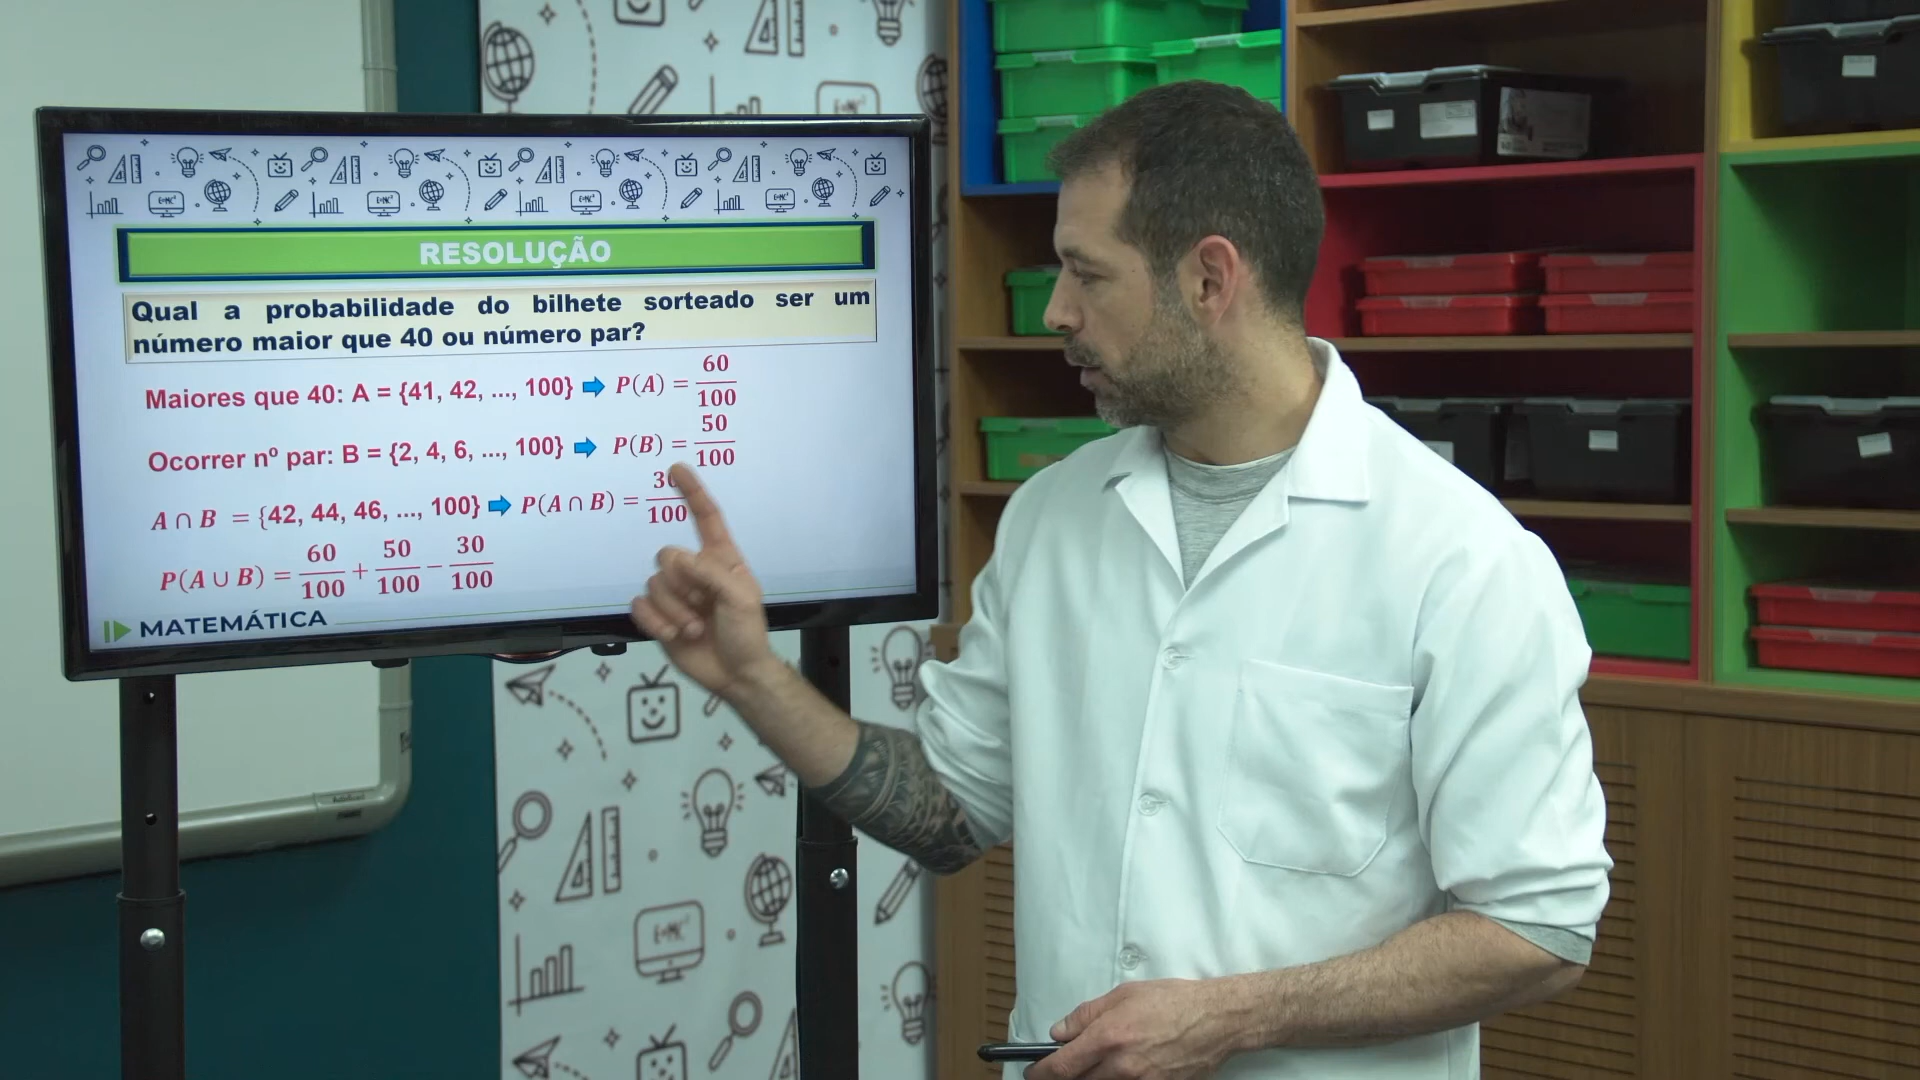 RESOLUÇÃO
Qual a probabilidade do bilhete sorteado ser um
número maior que 40 ou número par?
Maiores que 40: A = {41, 42, ..., 100} ➡ P(A) = 60/100
Ocorrer nº par: B = {2, 4, 6, ..., 100} ➡ P(B) = 50/100
A ∩ B = {42, 44, 46, ..., 100} ➡ P(A ∩ B) = 30/100
P(A ∪ B) = 60/100 + 50/100 − 30/100
MATEMÁTICA